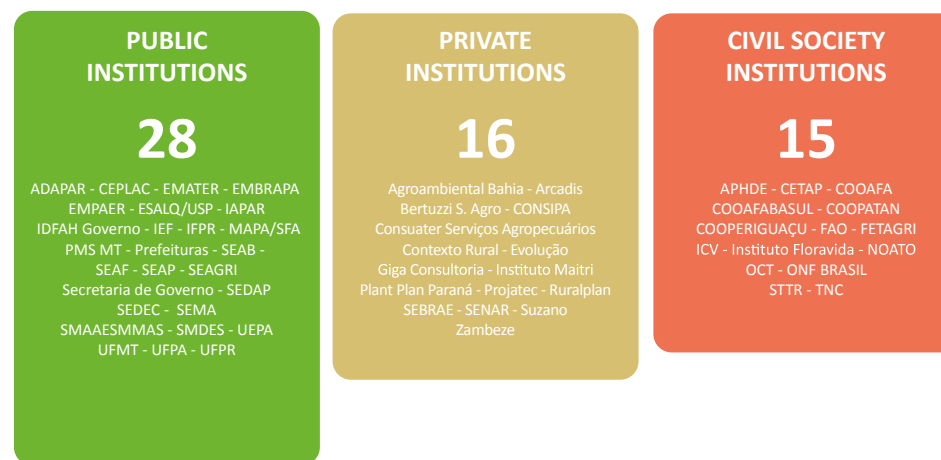 PUBLIC
INSTITUTIONS
28
ADAPAR - CEPLAC - EMATER - EMBRAPA
EMPAER - ESALQ/USP - IAPAR
IDFAH Governo - IEF - IFPR - MAPA/SFA
PMS MT - Prefeituras - SEAB -
SEAF - SEAP - SEAGRI
Secretaria de Governo - SEDAP
SEDEC - SEMA
SMAAESMMAS - SMDES - UEPA
UFMT - UFPA - UFPR
PRIVATE
INSTITUTIONS
16
Agroambiental Bahia - Arcadis
Bertuzzi S. Agro - CONSIPA
Consuater Serviços Agropecuários
Contexto Rural - Evolução
Giga Consultoria - Instituto Maitri
Plant Plan Paraná - Projatec - Ruralplan
SEBRAE - SENAR - Suzano
Zambeze
CIVIL SOCIETY
INSTITUTIONS
15
APHDE - CETAP - COOAFA
COOAFABASUL - COOPATAN
COOPERIGUAÇU - FAO - FETAGRI
ICV - Instituto Floravida - NOATO
OCT - ONF BRASIL
STTR - TNC